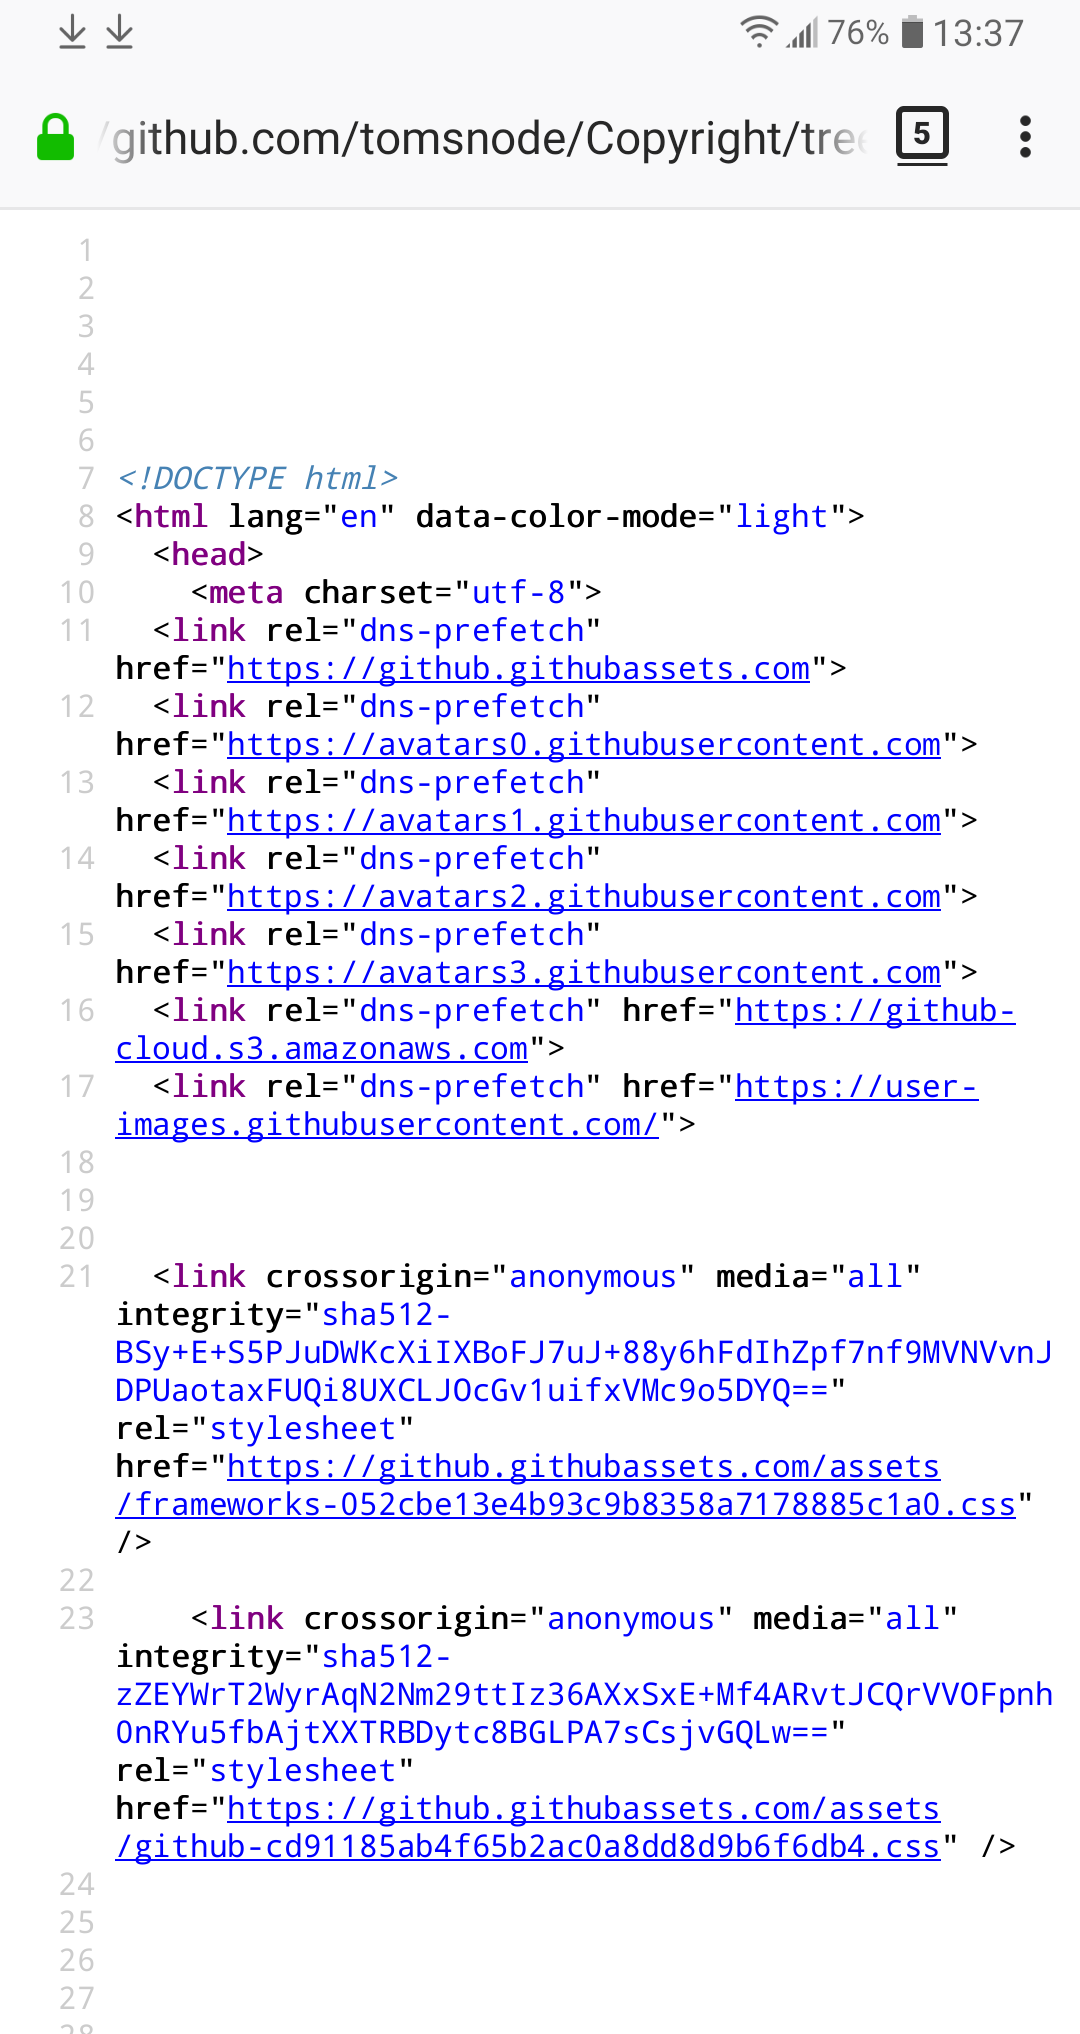 76% 13:37
/github.com/tomsnode/Copyright/tree 5
1
2
3
4
5
6
7 <!DOCTYPE html>
8 <html lang="en" data-color-mode="light">
9 <head>
10 <meta charset="utf-8">
11 <link rel="dns-prefetch"
href="https://github.githubassets.com">
12 <link rel="dns-prefetch"
href="https://avatars0.githubusercontent.com">
13 <link rel="dns-prefetch"
href="https://avatars1.githubusercontent.com">
14 <link rel="dns-prefetch"
href="https://avatars2.githubusercontent.com">
15 <link rel="dns-prefetch"
href="https://avatars3.githubusercontent.com">
16 <link rel="dns-prefetch" href="https://github-
cloud.s3.amazonaws.com">
17 <link rel="dns-prefetch" href="https://user-
images.githubusercontent.com/">
18
19
20
21 <link crossorigin="anonymous" media="all"
integrity="sha512-
BSy+E+S5PJuDWKcXiIXBoFJ7uJ+88y6hFdIhZpf7nf9MVNVvnJ
DPUaotaxFUQi8UXCLJOcGv1uifxVMc9o5DYQ=="
rel="stylesheet"
href="https://github.githubassets.com/assets
/frameworks-052cbe13e4b93c9b8358a7178885c1a0.css"
/>
22
23 <link crossorigin="anonymous" media="all"
integrity="sha512-
zZEYWrT2WyrAqN2Nm29ttIz36AXxSxE+Mf4ARvtJCQrVVOFpnh
0nRYu5fbAjtXXTRBDytc8BGLPA7sCsjvGQLw=="
rel="stylesheet"
href="https://github.githubassets.com/assets
/github-cd91185ab4f65b2ac0a8dd8d9b6f6db4.css" />
24
25
26
27
28